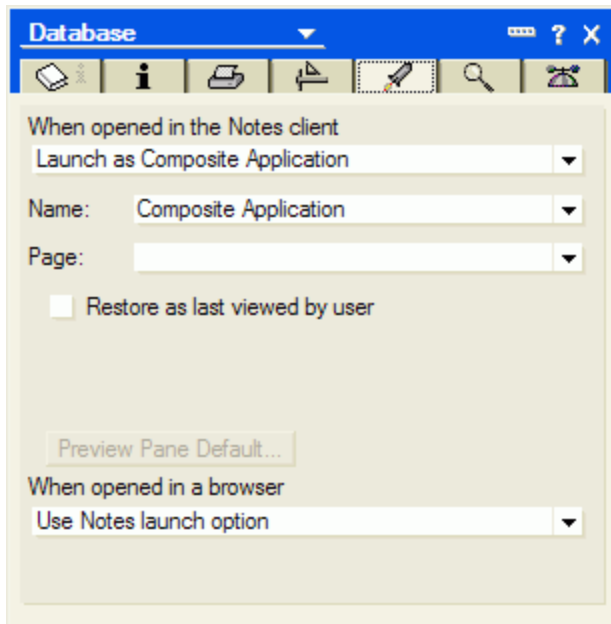 Database
? X
i
When opened in the Notes client
Launch as Composite Application
Name: Composite Application
Page:
Restore as last viewed by user
Preview Pane Default...
When opened in a browser
Use Notes launch option